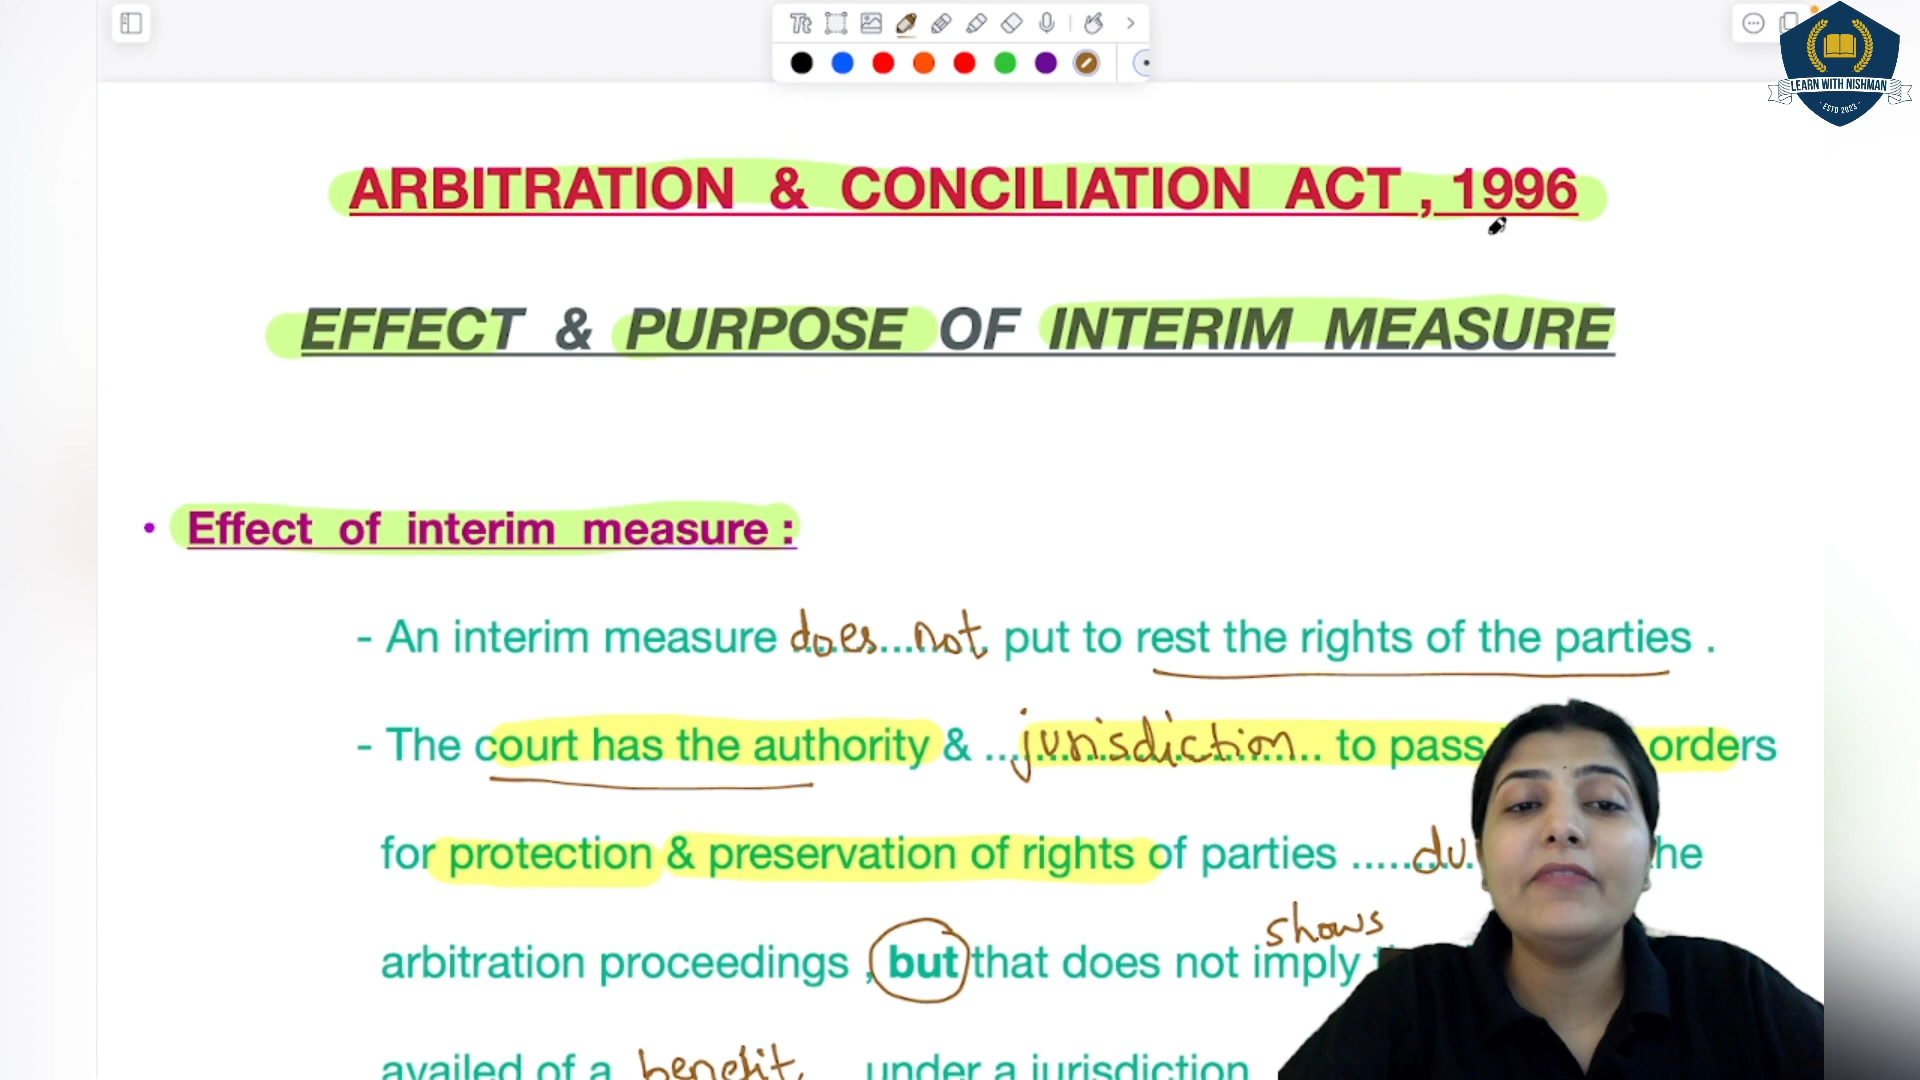 Tt
LEARN WITH NISHMAN
ESTD 2023
ARBITRATION & CONCILIATION ACT , 1996
EFFECT & PURPOSE OF INTERIM MEASURE
• Effect of interim measure :
- An interim measure does not put to rest the rights of the parties .
- The court has the authority & ... jurisdiction ... to pass orders
for protection & preservation of rights of parties .....
shows
arbitration proceedings , but that does not imply
availed of a benefit under a jurisdiction